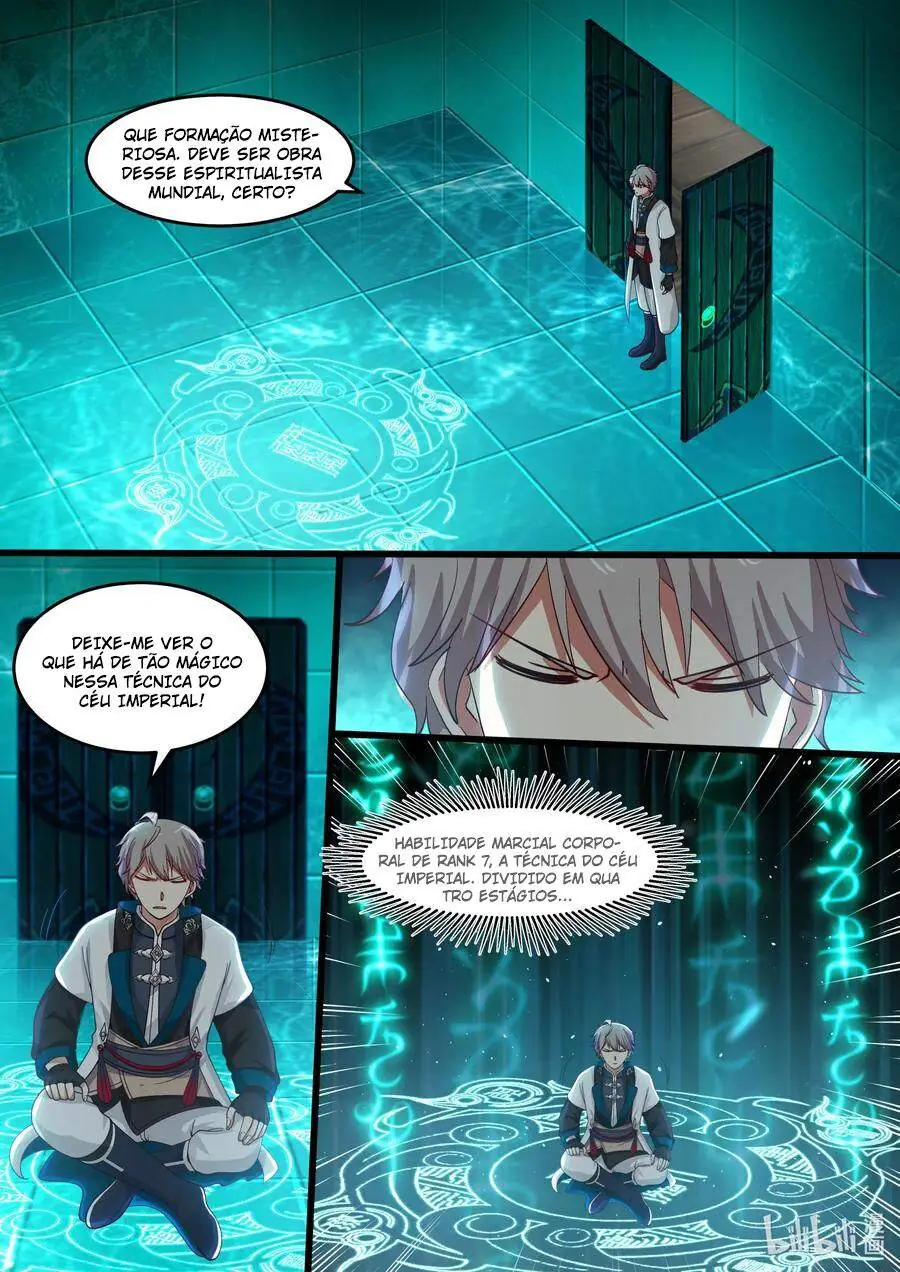 QUE FORMAÇÃO MISTE-
RIOSA. DEVE SER OBRA
DESSE ESPIRITUALISTA
MUNDIAL, CERTO?
DEIXE-ME VER O
QUE HÁ DE TÃO MÁGICO
NESSA TÉCNICA DO
CÉU IMPERIAL!
HABILIDADE MARCIAL CORPO-
RAL DE RANK 7, A TÉCNICA DO CÉU
IMPERIAL. DIVIDIDO EM QUA
TRO ESTÁGIOS...
bilibili 漫画